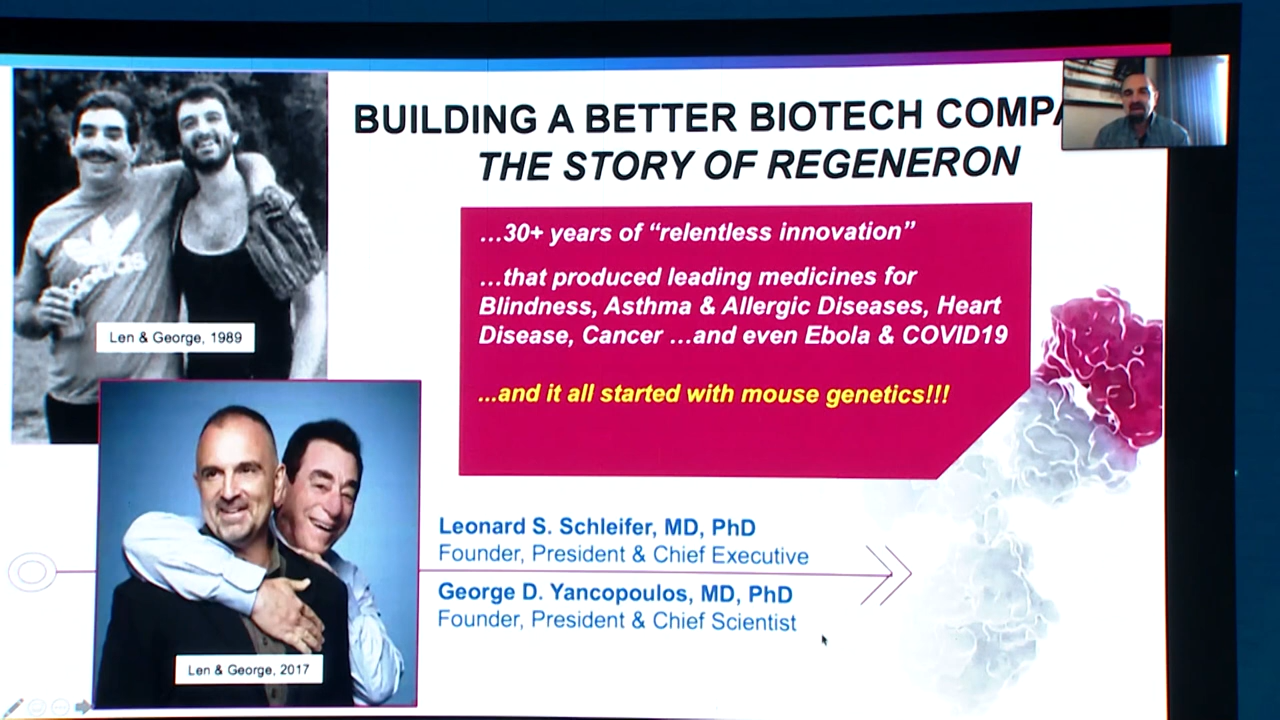 BUILDING A BETTER BIOTECH COMPA
THE STORY OF REGENERON
...30+ years of “relentless innovation”
...that produced leading medicines for
Blindness, Asthma & Allergic Diseases, Heart
Disease, Cancer ...and even Ebola & COVID19
...and it all started with mouse genetics!!!
adidas
Len & George, 1989
Leonard S. Schleifer, MD, PhD
Founder, President & Chief Executive
George D. Yancopoulos, MD, PhD
Founder, President & Chief Scientist
Len & George, 2017